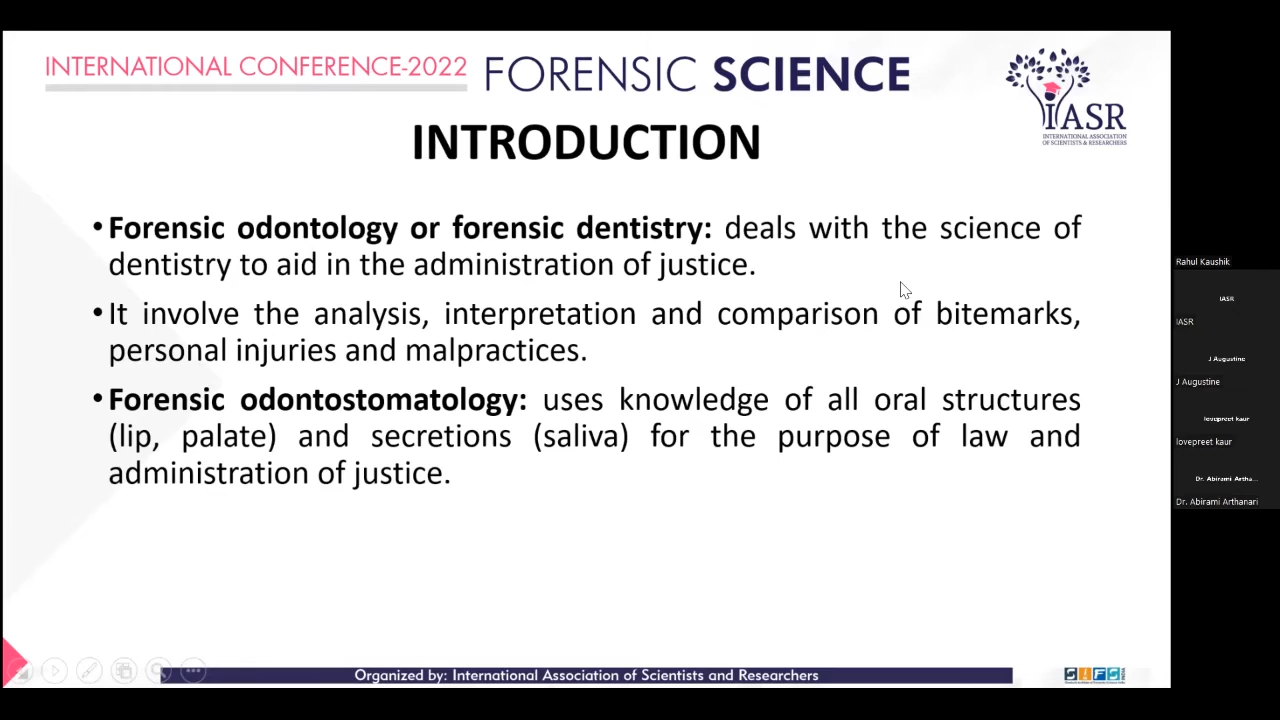 INTERNATIONAL CONFERENCE-2022 FORENSIC SCIENCE
IASR
INTERNATIONAL ASSOCIATION
OF SCIENTISTS & RESEARCHERS
INTRODUCTION
• Forensic odontology or forensic dentistry: deals with the science of
dentistry to aid in the administration of justice.
• It involve the analysis, interpretation and comparison of bitemarks,
personal injuries and malpractices.
• Forensic odontostomatology: uses knowledge of all oral structures
(lip, palate) and secretions (saliva) for the purpose of law and
administration of justice.
Organized by: International Association of Scientists and Researchers
SIFS
INDIA
Rahul Kaushik
IASR
IASR
J Augustine
J Augustine
lovepreet kaur
lovepreet kaur
Dr. Abirami Artha...
Dr. Abirami Arthanari